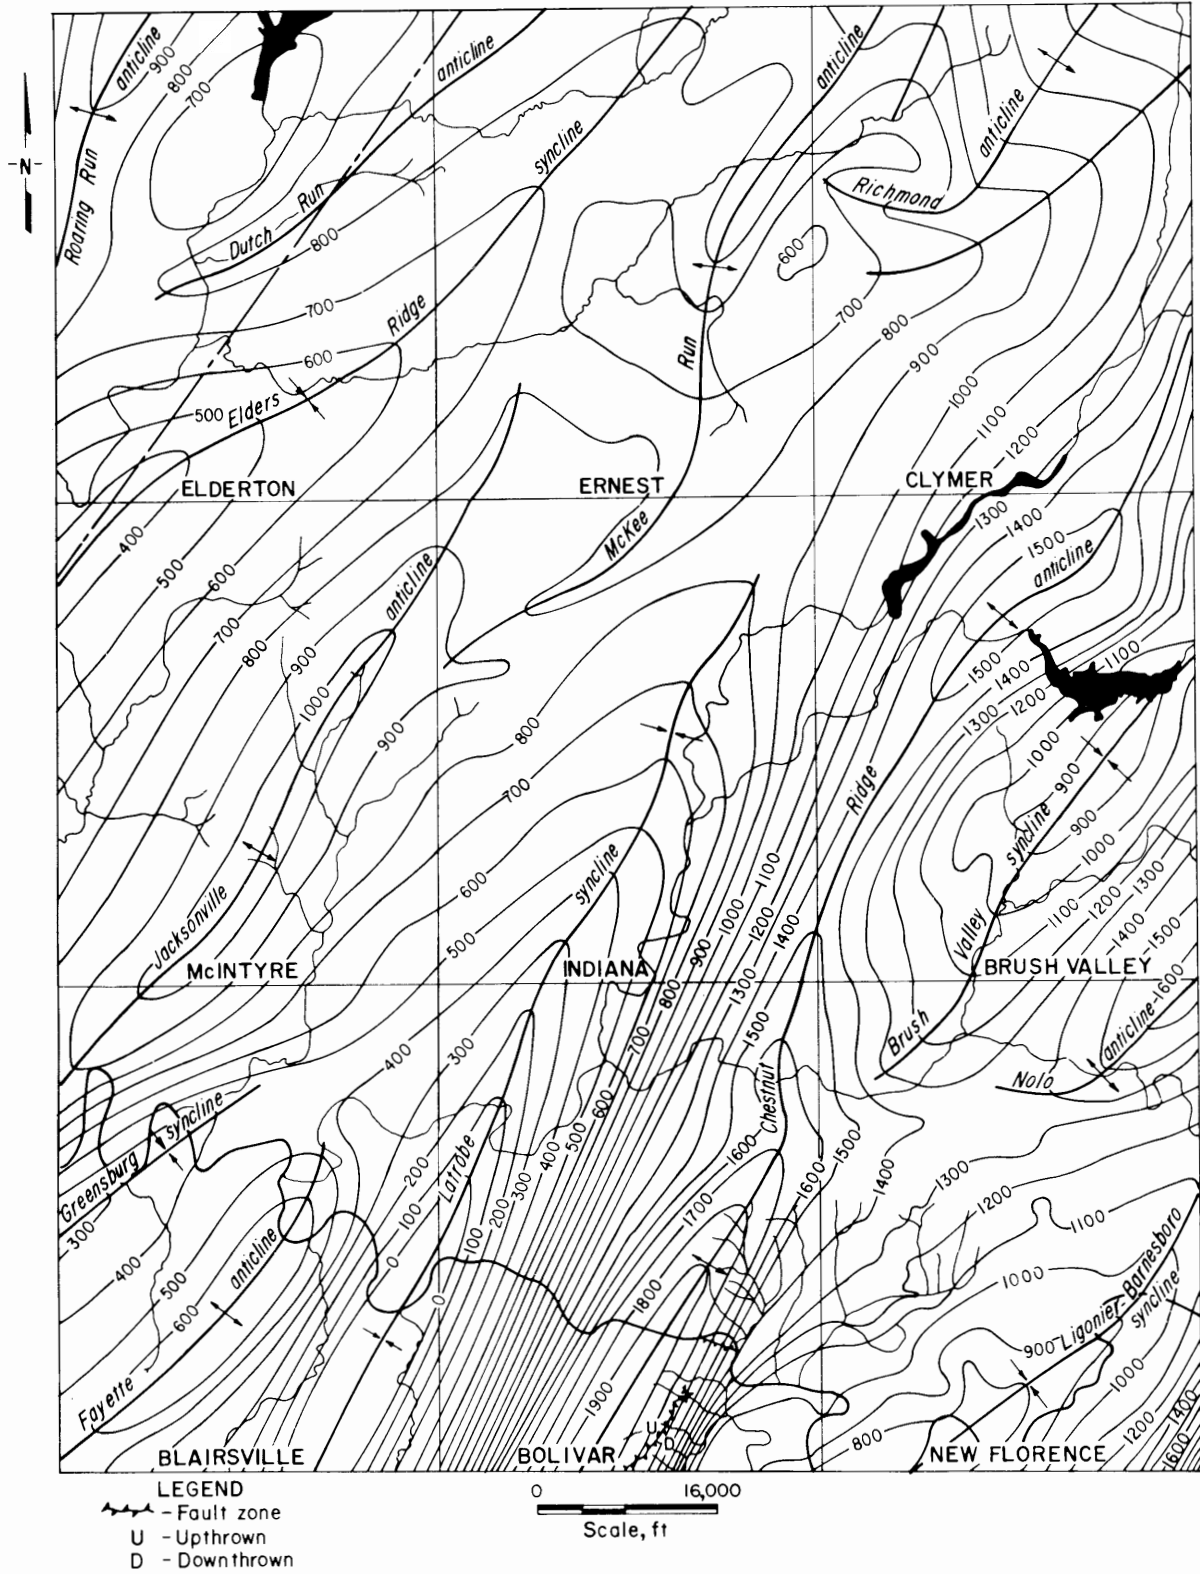 anticline
900
800
700
anticline
anticline
anticline
syncline
-N-
Roaring Run
Dutch Run
Richmond
800
600
700
Ridge
700
800
600
Run
900
500
Elders
1000
1100
1200
ELDERTON
ERNEST
CLYMER
400
McKee
1300
1400
1500
anticline
500
600
anticline
700
800
900
1500
1400
1100
1200
1300
1000
1000
900
800
900
700
Ridge
syncline
900
1000
600
syncline
1100
1000
1200
1400
1300
1200
1100
1300
1400
1500
500
900
Jacksonville
Valley
McINTYRE
INDIANA
BRUSH VALLEY
800
1600
1500
700
Brush
anticline
400
300
Nolo
Chestnut
600
syncline
500
1600
1500
Greensburg
200
Latrobe
400
1600
1400
1300
300
100
200
1700
1200
1100
300
0
100
anticline
400
500
600
0
1800
1000
Ligonier-Barnesboro
syncline
900
1000
1900
Fayette
U
D
800
1200
1400
1600
BLAIRSVILLE
BOLIVAR
NEW FLORENCE
LEGEND
- Fault zone
U - Upthrown
D - Downthrown
0 16,000
Scale, ft